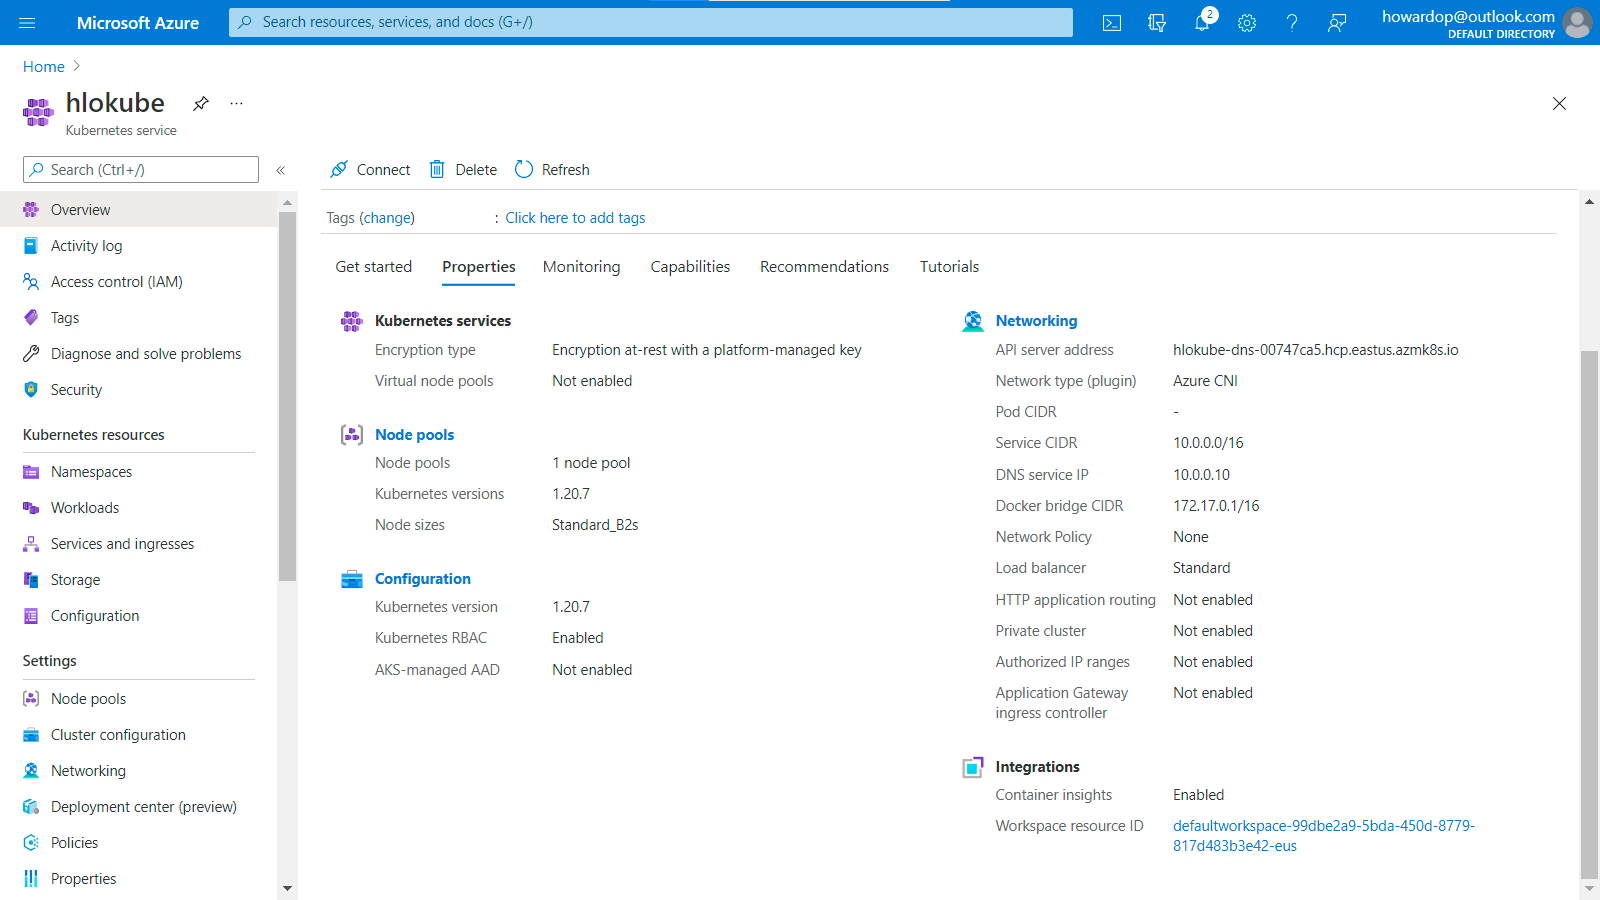 Microsoft Azure
Search resources, services, and docs (G+/)
2
howardop@outlook.com
DEFAULT DIRECTORY
Home
hlokube
Kubernetes service
Search (Ctrl+/)
Overview
Activity log
Access control (IAM)
Tags
Diagnose and solve problems
Security
Kubernetes resources
Namespaces
Workloads
Services and ingresses
Storage
Configuration
Settings
Node pools
Cluster configuration
Networking
Deployment center (preview)
Policies
Properties
Connect Delete Refresh
Tags (change) : Click here to add tags
Get started Properties Monitoring Capabilities Recommendations Tutorials
Kubernetes services
Encryption type Encryption at-rest with a platform-managed key
Virtual node pools Not enabled
Node pools
Node pools 1 node pool
Kubernetes versions 1.20.7
Node sizes Standard_B2s
Configuration
Kubernetes version 1.20.7
Kubernetes RBAC Enabled
AKS-managed AAD Not enabled
Networking
API server address hlokube-dns-00747ca5.hcp.eastus.azmk8s.io
Network type (plugin) Azure CNI
Pod CIDR -
Service CIDR 10.0.0.0/16
DNS service IP 10.0.0.10
Docker bridge CIDR 172.17.0.1/16
Network Policy None
Load balancer Standard
HTTP application routing Not enabled
Private cluster Not enabled
Authorized IP ranges Not enabled
Application Gateway Not enabled
ingress controller
Integrations
Container insights Enabled
Workspace resource ID defaultworkspace-99dbe2a9-5bda-450d-8779-
817d483b3e42-eus